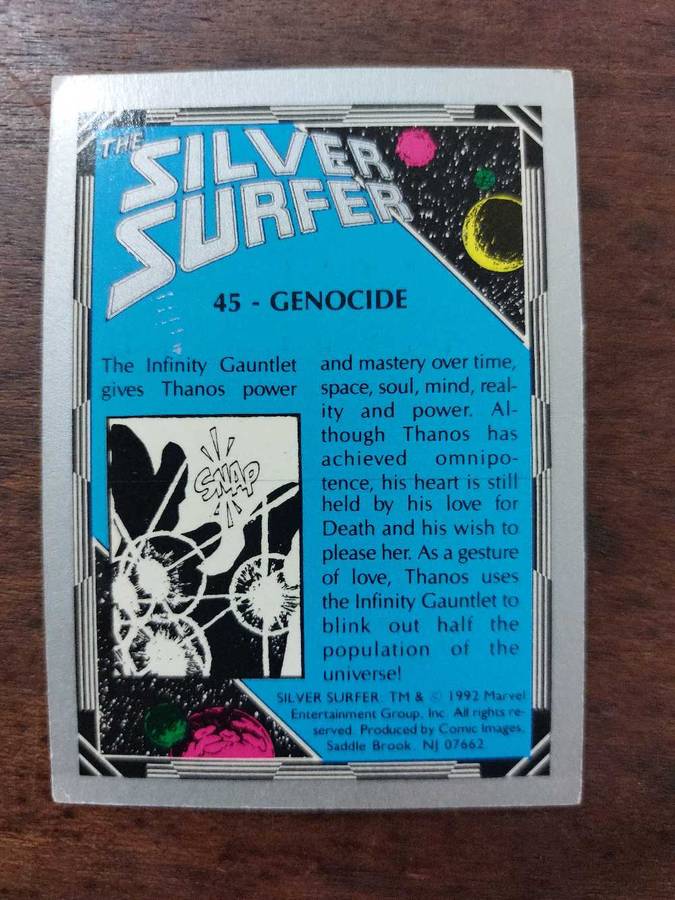 THE
SILVER
SURFER
45 - GENOCIDE
The Infinity Gauntlet
gives Thanos power
SNAP
and mastery over time,
space, soul, mind, real-
ity and power. Al-
though Thanos has
achieved omnipo-
tence, his heart is still
held by his love for
Death and his wish to
please her. As a gesture
of love, Thanos uses
the Infinity Gauntlet to
blink out half the
population of the
universe!
SILVER SURFER: TM & © 1992 Marvel
Entertainment Group, Inc. All rights re-
served. Produced by Comic Images,
Saddle Brook, NJ 07662